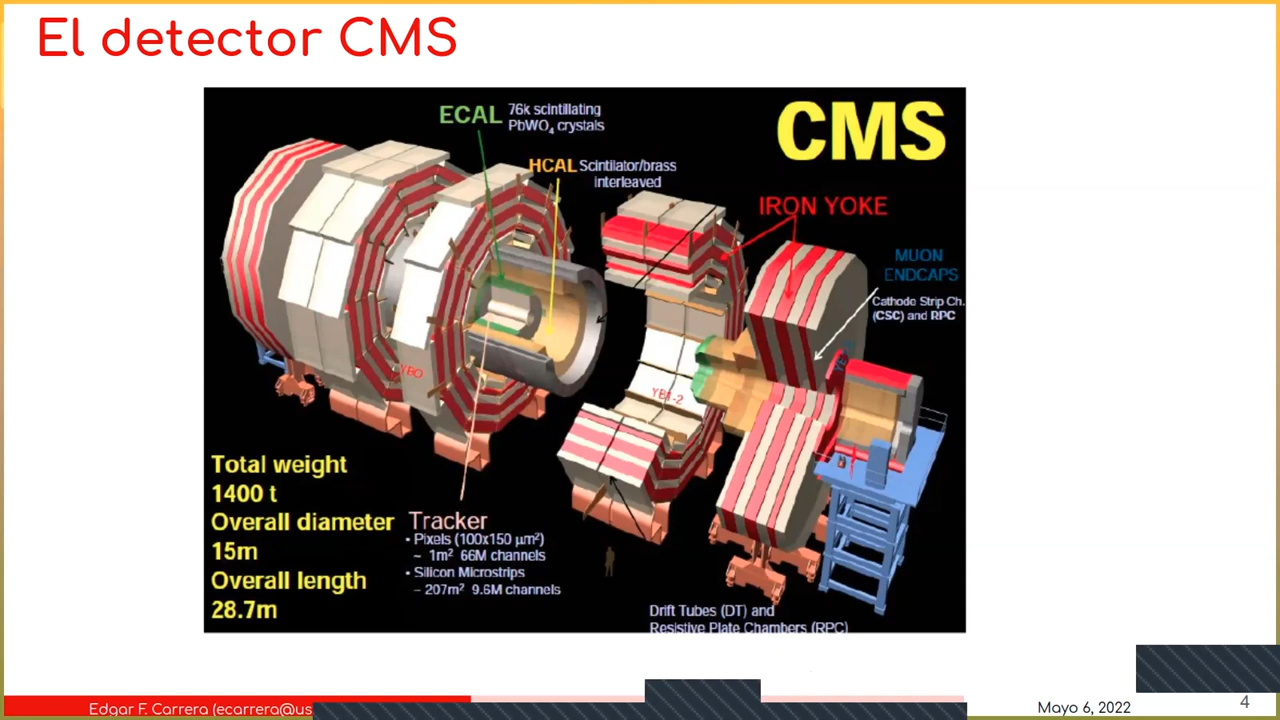 El detector CMS
ECAL 76k scintillating
PbWO₄ crystals
CMS
HCAL Scintilator/brass
interleaved
IRON YOKE
MUON
ENDCAPS
Cathode Strip Ch.
(CSC) and RPC
YBO
YB1-2
Total weight
1400 t
Overall diameter
15m
Overall length
28.7m
Tracker
• Pixels (100x150 µm²)
~ 1m² 66M channels
• Silicon Microstrips
– 207m² 9.6M channels
Drift Tubes (DT) and
Resistive Plate Chambers (RPC)
Edgar F. Carrera (ecarrera@us
Mayo 6, 2022
4